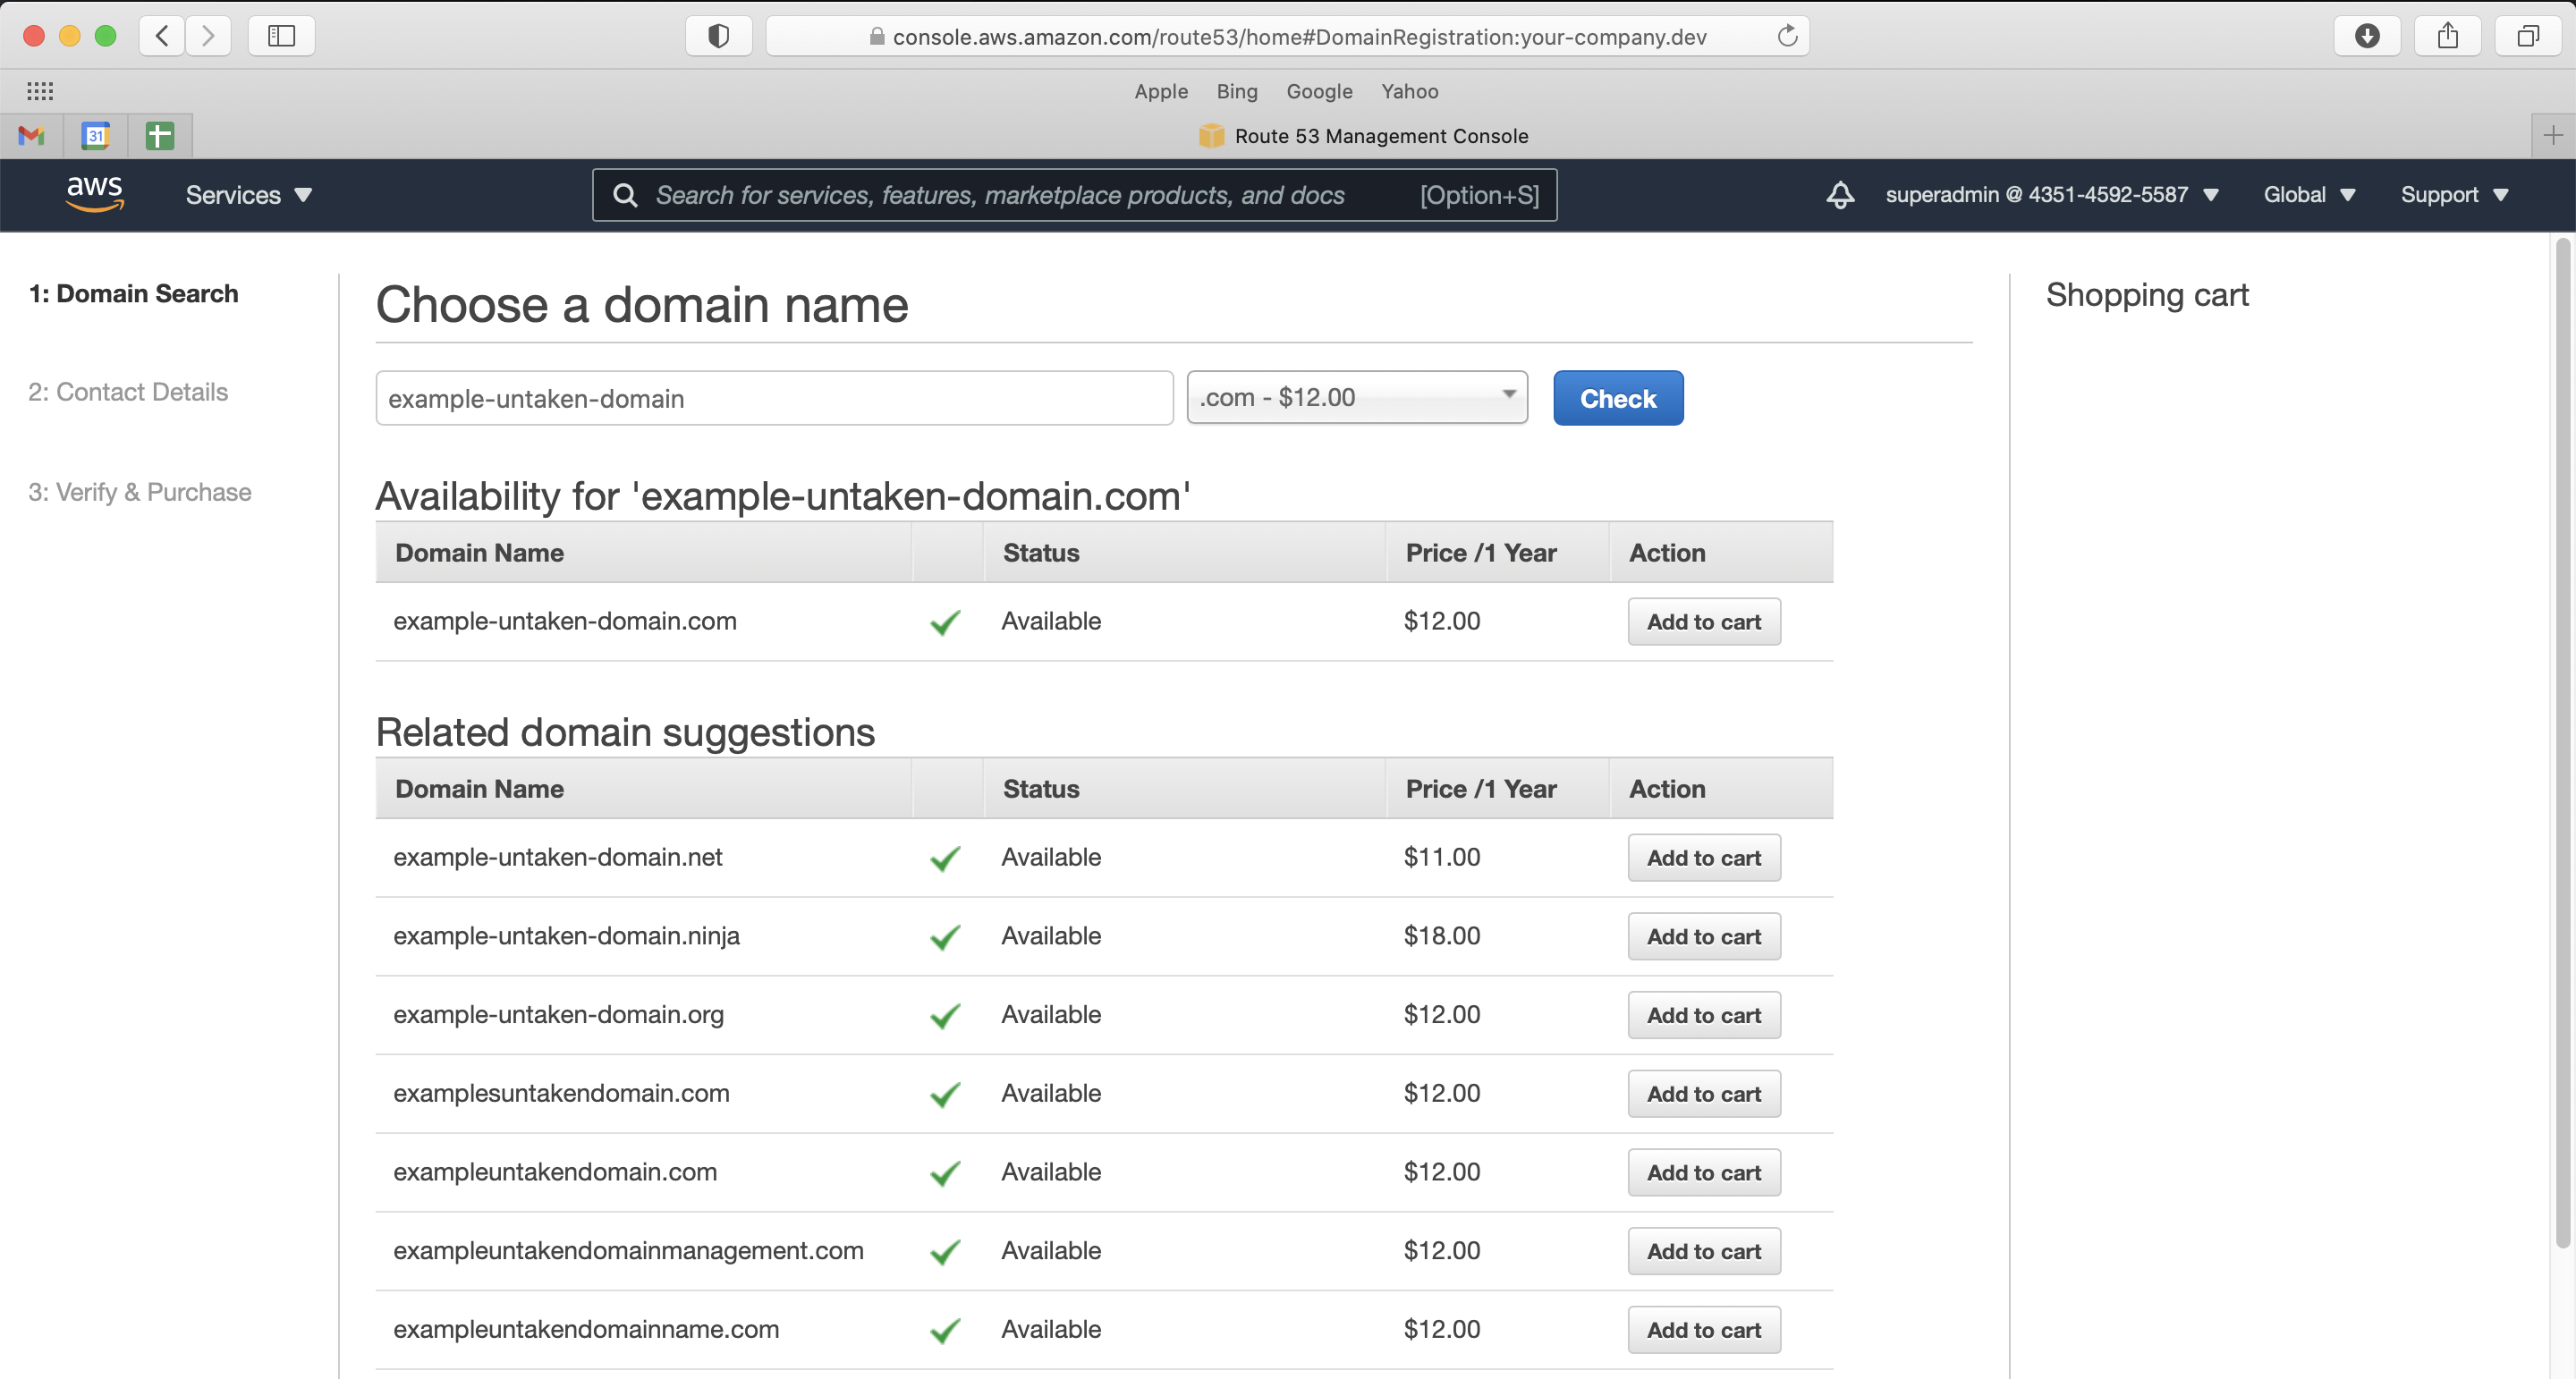 console.aws.amazon.com/route53/home#DomainRegistration:your-company.dev
Apple Bing Google Yahoo
31 Route 53 Management Console
aws Services Search for services, features, marketplace products, and docs [Option+S] superadmin @ 4351-4592-5587 Global Support
1: Domain Search
2: Contact Details
3: Verify & Purchase
Choose a domain name
example-untaken-domain .com - $12.00 Check
Availability for 'example-untaken-domain.com'
Domain Name Status Price /1 Year Action
example-untaken-domain.com Available $12.00 Add to cart
Related domain suggestions
Domain Name Status Price /1 Year Action
example-untaken-domain.net Available $11.00 Add to cart
example-untaken-domain.ninja Available $18.00 Add to cart
example-untaken-domain.org Available $12.00 Add to cart
examplesuntakendomain.com Available $12.00 Add to cart
exampleuntakendomain.com Available $12.00 Add to cart
exampleuntakendomainmanagement.com Available $12.00 Add to cart
exampleuntakendomainname.com Available $12.00 Add to cart
Shopping cart